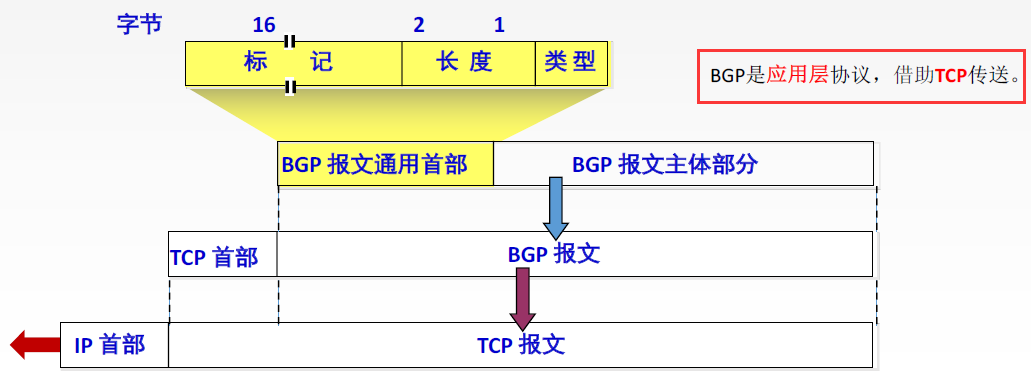 字节 16 2 1
标 记 长 度 类 型
BGP是应用层协议，借助TCP传送。
BGP 报文通用首部 BGP 报文主体部分
TCP 首部 BGP 报文
IP 首部 TCP 报文